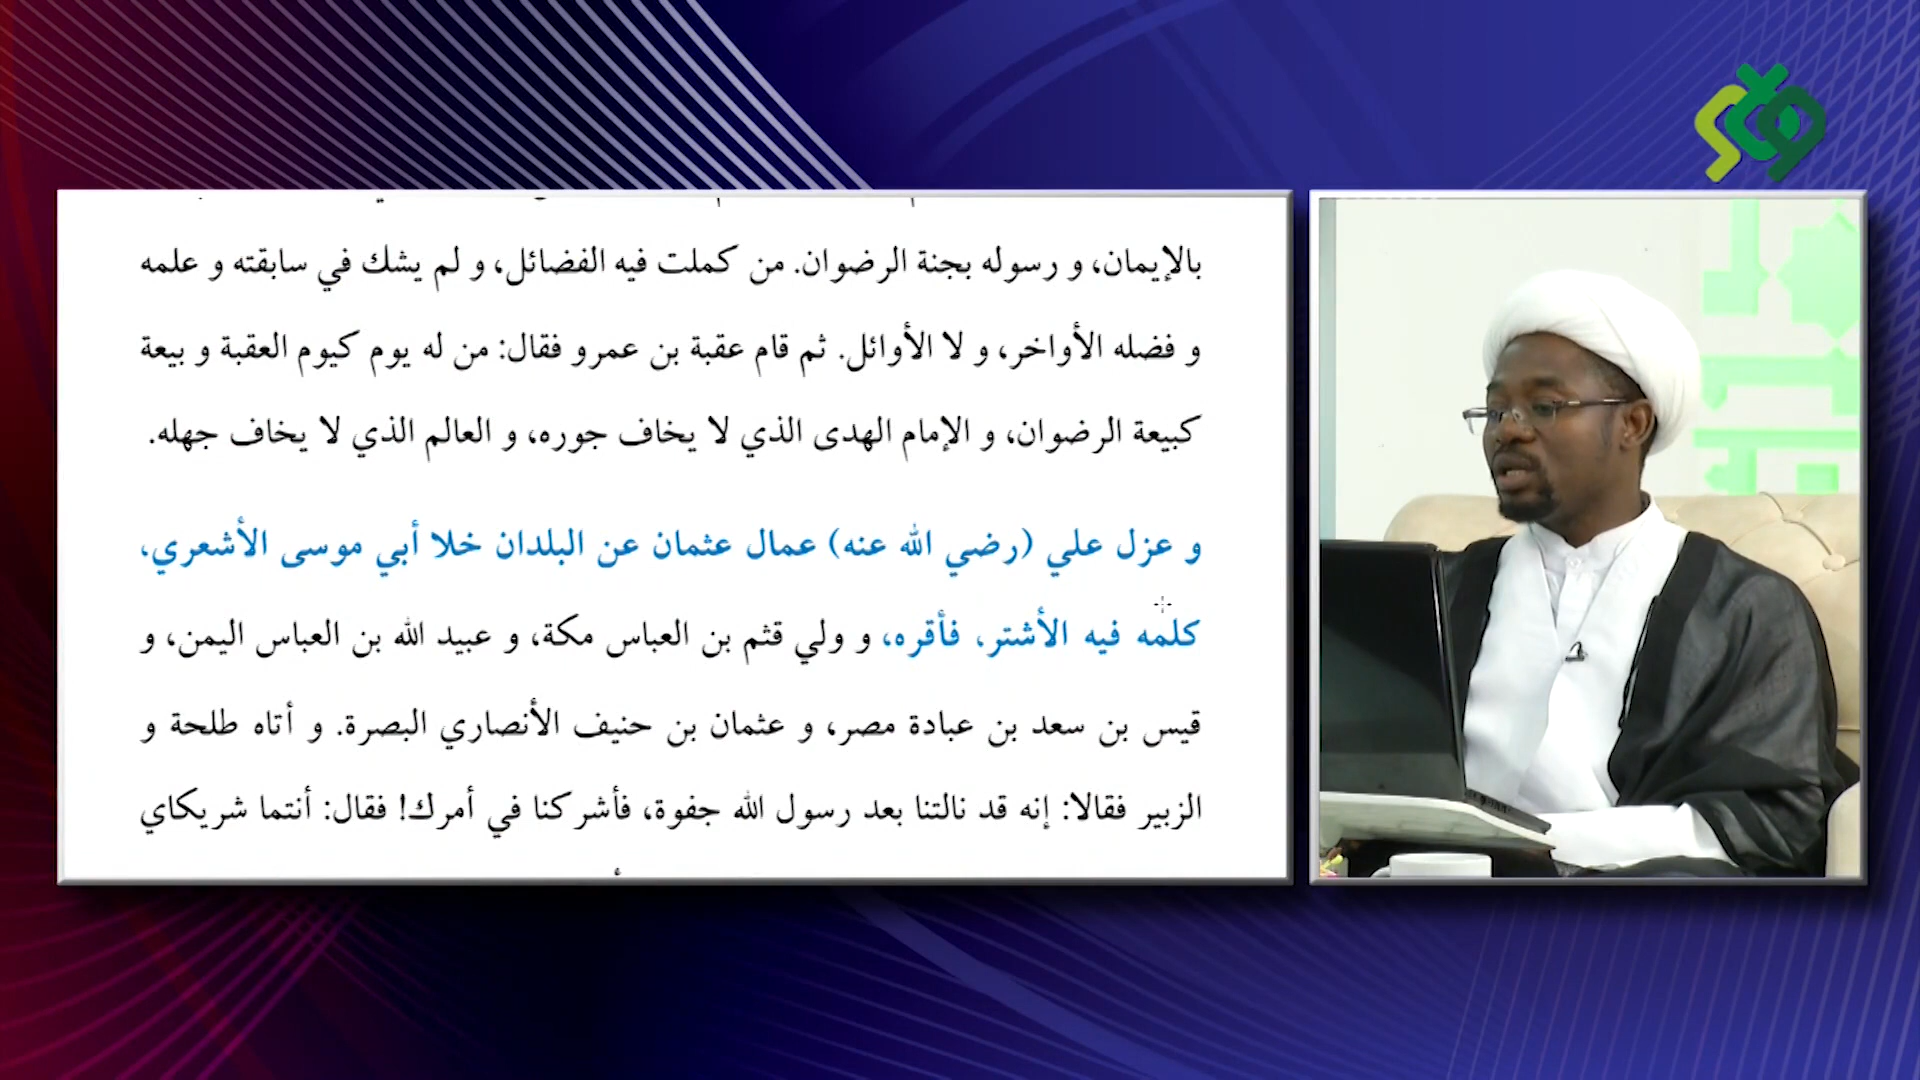 بالإيمان، و رسوله بجنة الرضوان. من كملت فيه الفضائل، و لم يشك في سابقته و علمه
و فضله الأواخر، و لا الأوائل. ثم قام عقبة بن عمرو فقال: من له يوم كيوم العقبة و بيعة
كبيعة الرضوان، و الإمام الهدى الذي لا يخاف جوره، و العالم الذي لا يخاف جهله.
و عزل علي (رضي الله عنه) عمال عثمان عن البلدان خلا أبي موسى الأشعري،
كلمه فيه الأشتر، فأقره، و ولي قثم بن العباس مكة، و عبيد الله بن العباس اليمن، و
قيس بن سعد بن عبادة مصر، و عثمان بن حنيف الأنصاري البصرة. و أتاه طلحة و
الزبير فقالا: إنه قد نالتنا بعد رسول الله جفوة، فأشركنا في أمرك! فقال: أنتما شريكاي